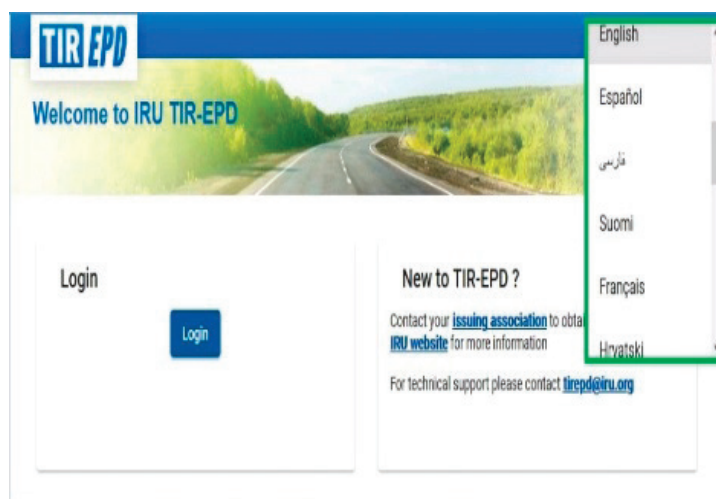 TIR EPD
Welcome to IRU TIR-EPD
English
Español
فارسی
Suomi
Français
Hrvatski
Login
Login
New to TIR-EPD ?
Contact your issuing association to obtai
IRU website for more information
For technical support please contact tirepd@iru.org